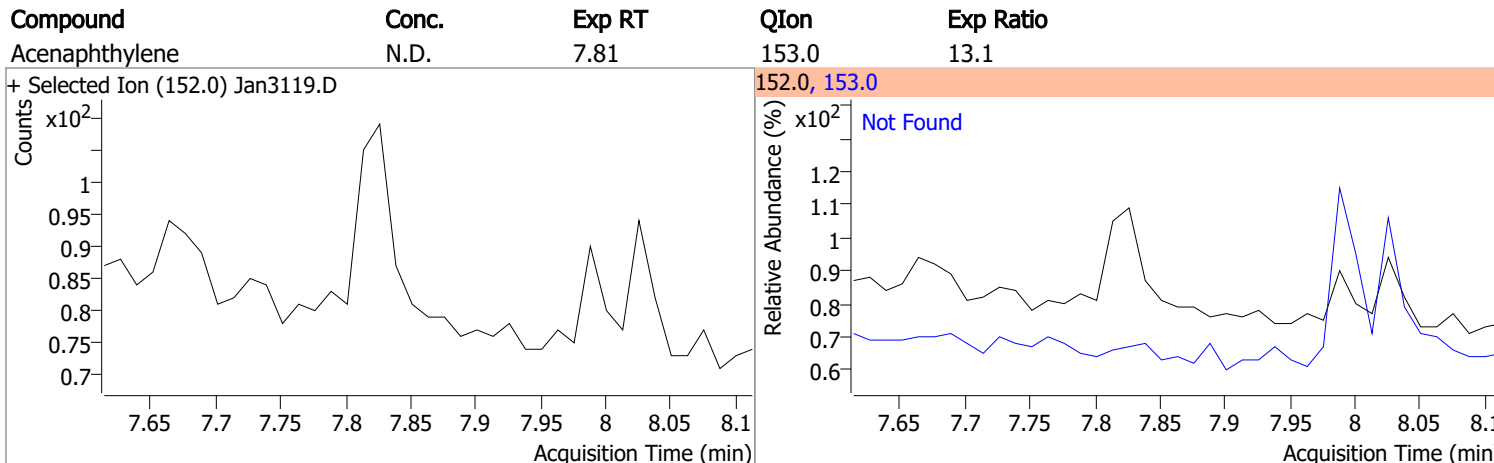 Compound Conc. Exp RT QIon Exp Ratio
Acenaphthylene N.D. 7.81 153.0 13.1
+ Selected Ion (152.0) Jan3119.D
Counts
x10²
1
0.95
0.9
0.85
0.8
0.75
0.7
7.65 7.7 7.75 7.8 7.85 7.9 7.95 8 8.05 8.1
Acquisition Time (min)
152.0, 153.0
Relative Abundance (%)
x10²
Not Found
1.2
1.1
1
0.9
0.8
0.7
0.6
7.65 7.7 7.75 7.8 7.85 7.9 7.95 8 8.05 8.1
Acquisition Time (min)